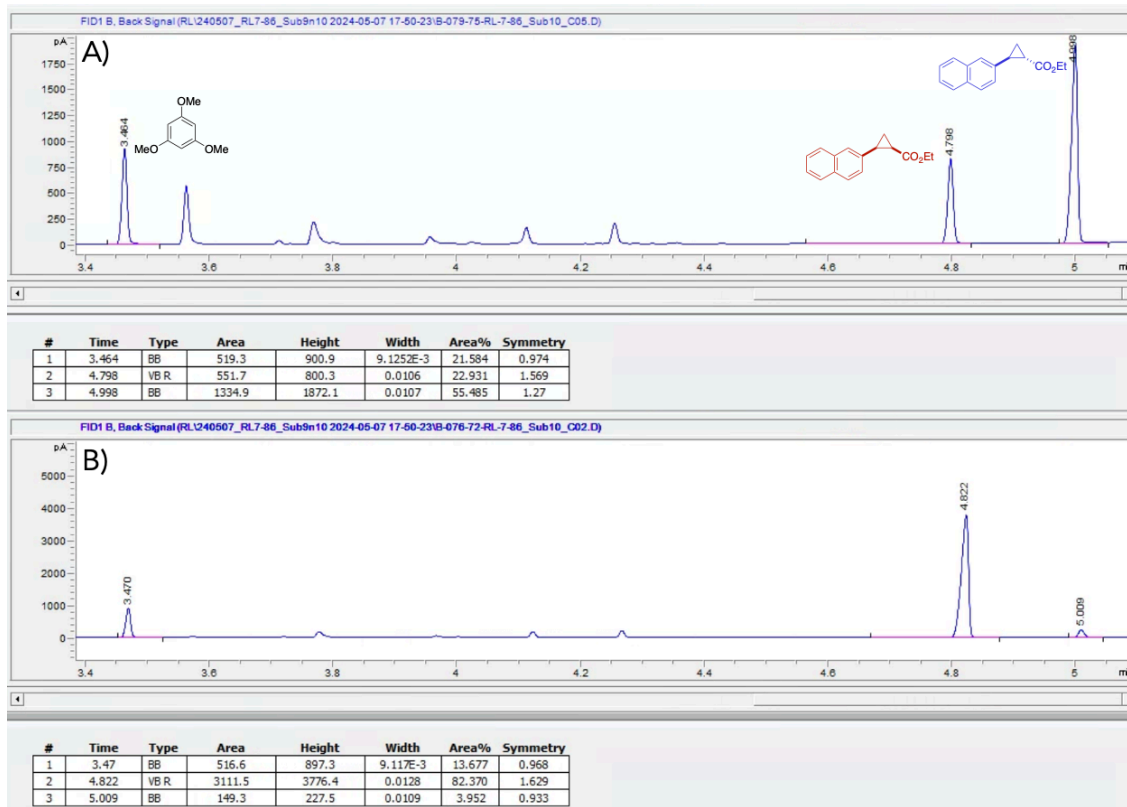 FID1 B, Back Signal (RL\240507_RL7-86_Sub9n10 2024-05-07 17-50-23\B-079-75-RL-7-86_Sub10_C05.D)
pA
A)
1750
1500
1250
1000
750
500
250
0
3.464
OMe
MeO
OMe
4.798
CO2Et
4.998
CO2Et
3.4
3.6
3.8
4
4.2
4.4
4.6
4.8
5
# Time Type Area Height Width Area% Symmetry
1 3.464 BB 519.3 900.9 9.1252E-3 21.584 0.974
2 4.798 VB R 551.7 800.3 0.0106 22.931 1.569
3 4.998 BB 1334.9 1872.1 0.0107 55.485 1.27
FID1 B, Back Signal (RL\240507_RL7-86_Sub9n10 2024-05-07 17-50-23\B-076-72-RL-7-86_Sub10_C02.D)
pA
B)
5000
4000
3000
2000
1000
0
3.470
4.822
5.009
3.4
3.6
3.8
4
4.2
4.4
4.6
4.8
5
# Time Type Area Height Width Area% Symmetry
1 3.47 BB 516.6 897.3 9.117E-3 13.677 0.968
2 4.822 VB R 3111.5 3776.4 0.0128 82.370 1.629
3 5.009 BB 149.3 227.5 0.0109 3.952 0.933